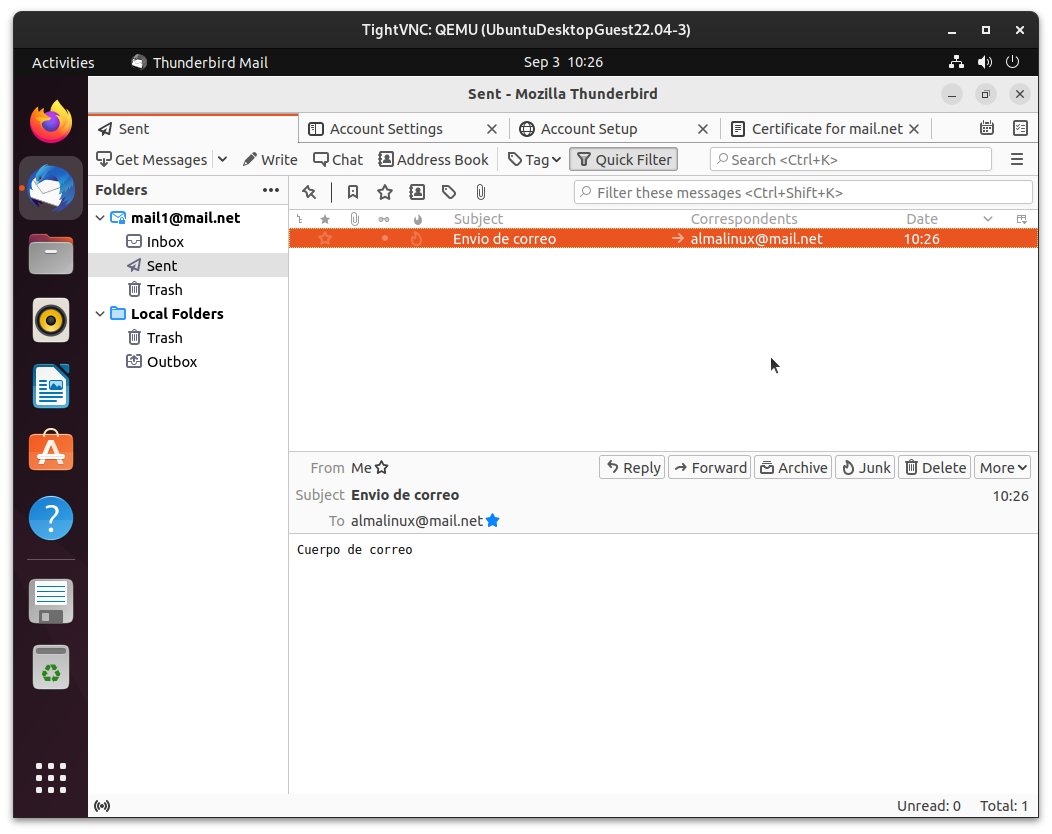 TightVNC: QEMU (UbuntuDesktopGuest22.04-3)
Activities Thunderbird Mail Sep 3 10:26
Sent - Mozilla Thunderbird
Sent Account Settings Account Setup Certificate for mail.net
Get Messages Write Chat Address Book Tag Quick Filter Search <Ctrl+K>
Folders Filter these messages <Ctrl+Shift+K>
mail1@mail.net Subject Correspondents Date
Inbox Envio de correo almalinux@mail.net 10:26
Sent
Trash
Local Folders
Trash
Outbox
From Me Reply Forward Archive Junk Delete More
Subject Envio de correo 10:26
To almalinux@mail.net
Cuerpo de correo
Unread: 0 Total: 1